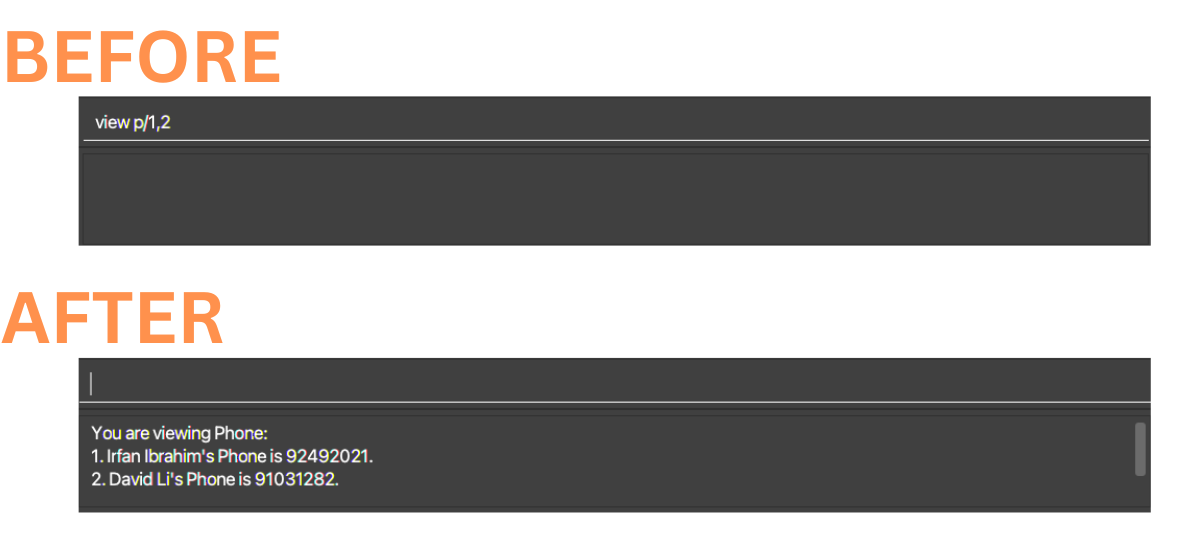 BEFORE
view p/1,2
AFTER
You are viewing Phone:
1. Irfan Ibrahim's Phone is 92492021.
2. David Li's Phone is 91031282.